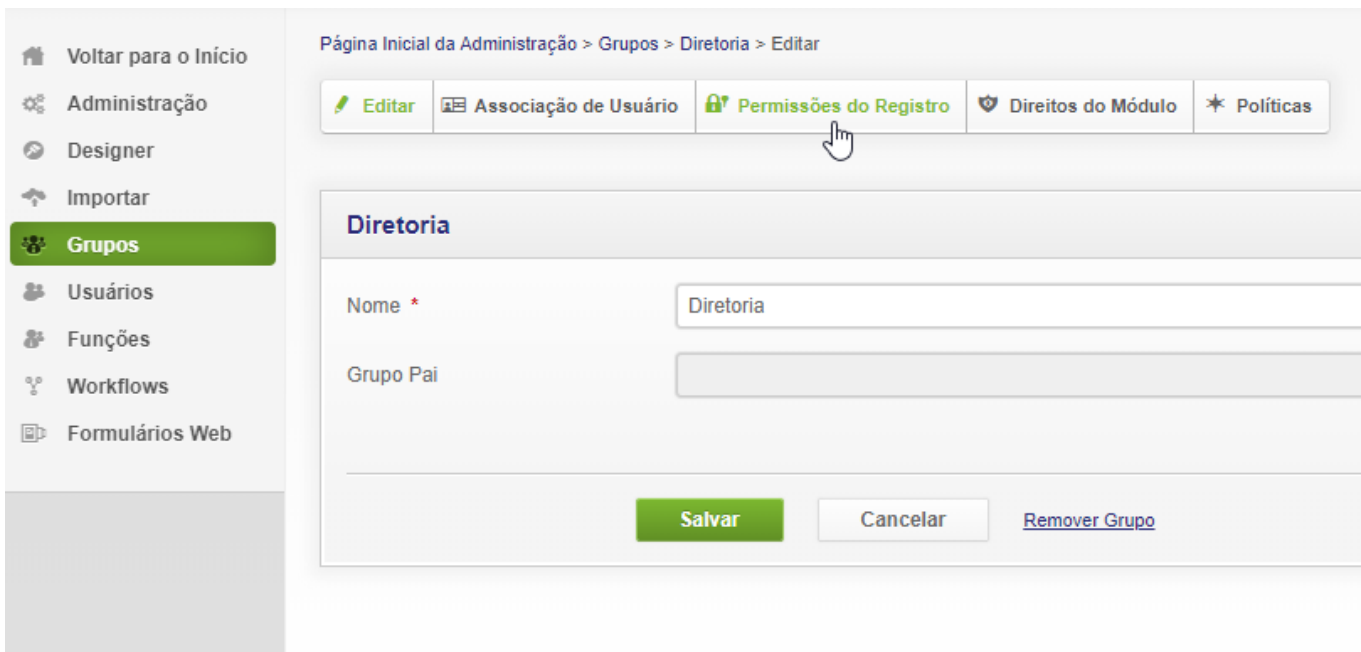 Voltar para o Início
Administração
Designer
Importar
Grupos
Usuários
Funções
Workflows
Formulários Web
Página Inicial da Administração > Grupos > Diretoria > Editar
Editar Associação de Usuário Permissões do Registro Direitos do Módulo Políticas
Diretoria
Nome * Diretoria
Grupo Pai
Salvar Cancelar Remover Grupo